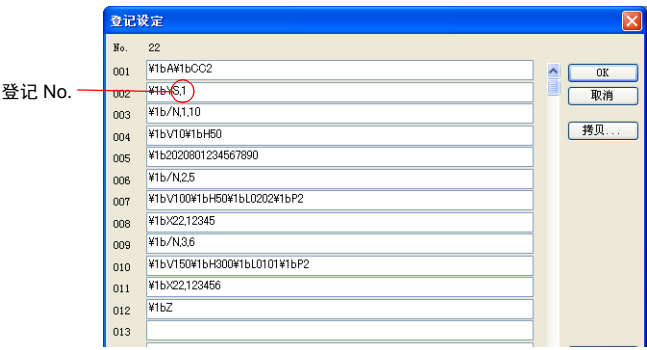 登记设定
No. 22
001 ¥1bA¥1bCC2
OK
登记 No.
002 ¥1bYS,1
取消
003 ¥1b/N,1,10
拷贝...
004 ¥1bV10¥1bH50
005 ¥1b2020801234567890
006 ¥1b/N,2,5
007 ¥1bV100¥1bH50¥1bL0202¥1bP2
008 ¥1bX22,12345
009 ¥1b/N,3,6
010 ¥1bV150¥1bH300¥1bL0101¥1bP2
011 ¥1bX22,123456
012 ¥1bZ
013